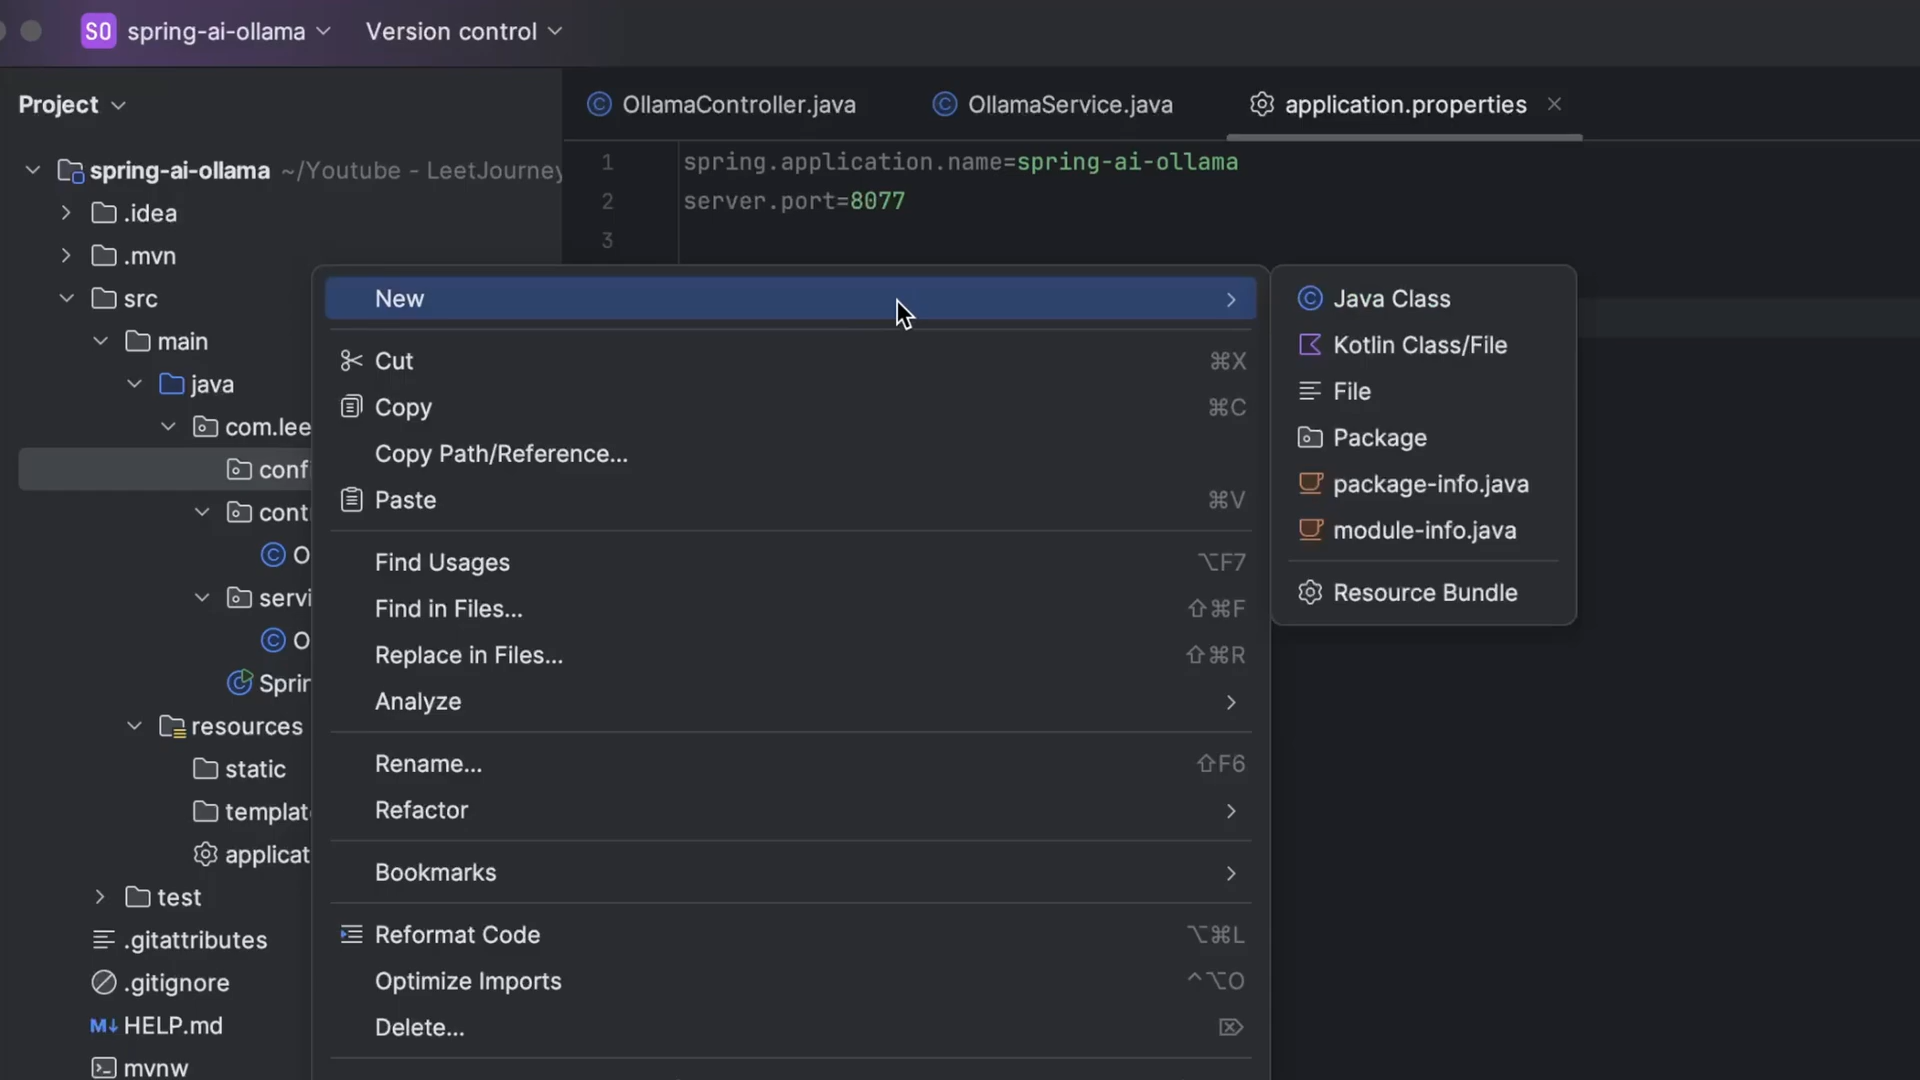 SO spring-ai-ollama Version control
Project
OllamaController.java
OllamaService.java
application.properties
spring-ai-ollama ~/Youtube - LeetJourney
.idea
.mvn
src
main
java
com.lee
confi
cont
O
servi
O
Sprin
resources
static
templat
applicat
test
.gitattributes
.gitignore
M↓ HELP.md
mvnw
1 spring.application.name=spring-ai-ollama
2 server.port=8077
3
New
Cut ⌘X
Copy ⌘C
Copy Path/Reference...
Paste ⌘V
Find Usages ⌥F7
Find in Files... ⇧⌘F
Replace in Files... ⇧⌘R
Analyze
Rename... ⇧F6
Refactor
Bookmarks
Reformat Code ⌥⌘L
Optimize Imports ^⌥O
Delete... ⌦
Java Class
Kotlin Class/File
File
Package
package-info.java
module-info.java
Resource Bundle